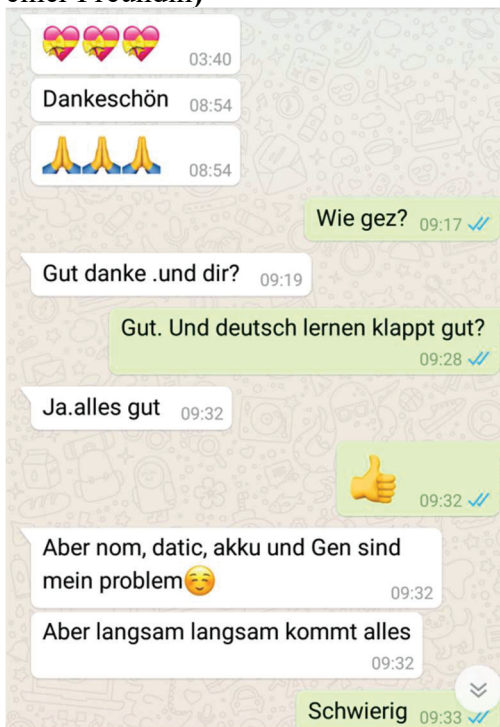 💝💝💝 03:40
Dankeschön 08:54
🙏🙏🙏 08:54
Wie gez? 09:17
Gut danke .und dir? 09:19
Gut. Und deutsch lernen klappt gut?
09:28
Ja.alles gut 09:32
👍 09:32
Aber nom, datic, akku und Gen sind
mein problem☺️ 09:32
Aber langsam langsam kommt alles
09:32
Schwierig 09:33